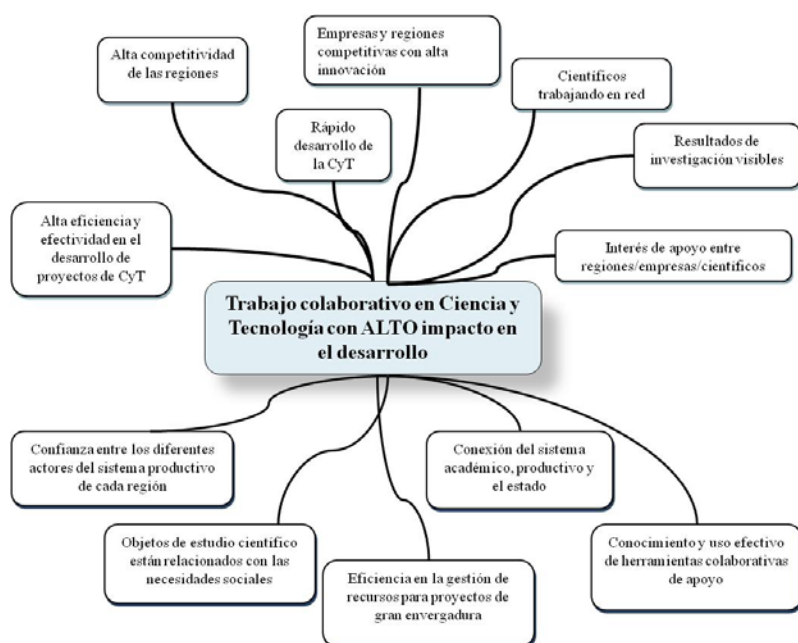 Empresas y regiones
competitivas con alta
innovación
Alta competitividad
de las regiones
Científicos
trabajando en red
Rápido
desarrollo de
la CyT
Resultados de
investigación visibles
Alta eficiencia y
efectividad en el
desarrollo de
proyectos de CyT
Interés de apoyo entre
regiones/empresas/científicos
Trabajo colaborativo en Ciencia y
Tecnología con ALTO impacto en
el desarrollo
Confianza entre los diferentes
actores del sistema productivo
de cada región
Conexión del sistema
académico, productivo y
el estado
Objetos de estudio científico
están relacionados con las
necesidades sociales
Eficiencia en la gestión de
recursos para proyectos de
gran envergadura
Conocimiento y uso efectivo
de herramientas colaborativas
de apoyo